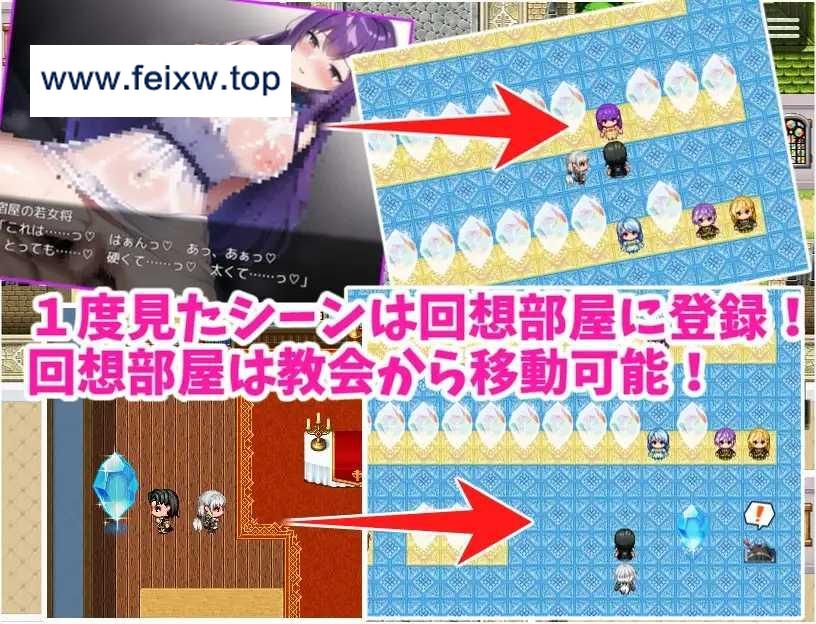 www.feixw.top
宿屋の若女将
「これは……っ♡　はぁんっ♡　あっ、あぁっ♡
とっても……♡　硬くて……っ♡　太くて……っ♡」
１度見たシーンは回想部屋に登録！
回想部屋は教会から移動可能！
!